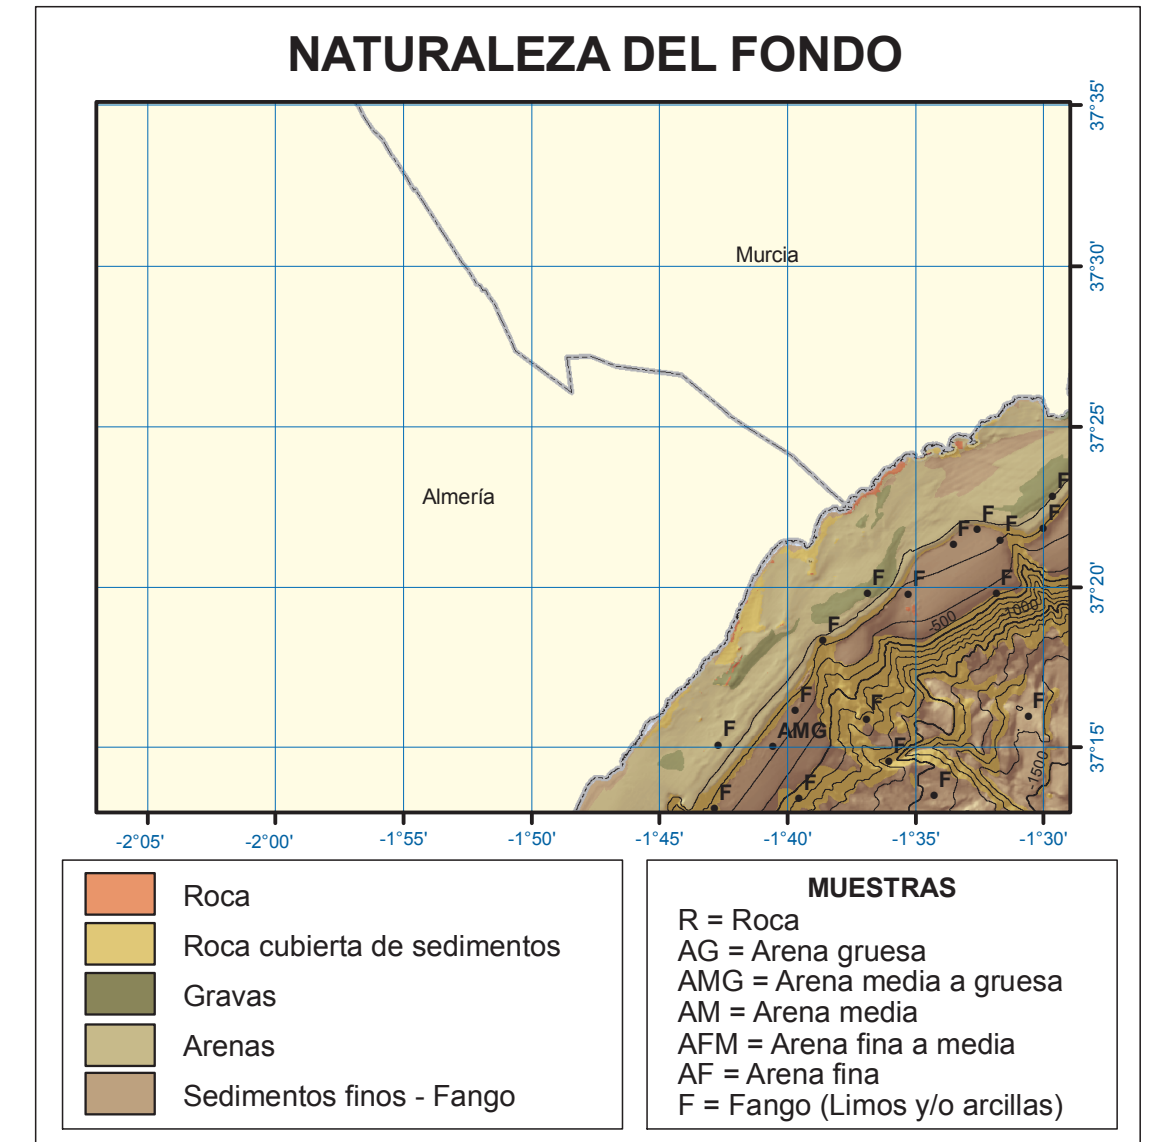 NATURALEZA DEL FONDO
37°35'
Murcia
37°30'
37°25'
Almería
F
F
F
F
F
F
F
F
37°20'
F
-1000
-500
F
F
F
F
F
AMG
37°15'
F
F
-1500
F
F
-2°05'
-2°00'
-1°55'
-1°50'
-1°45'
-1°40'
-1°35'
-1°30'
Roca
Roca cubierta de sedimentos
Gravas
Arenas
Sedimentos finos - Fango
MUESTRAS
R = Roca
AG = Arena gruesa
AMG = Arena media a gruesa
AM = Arena media
AFM = Arena fina a media
AF = Arena fina
F = Fango (Limos y/o arcillas)